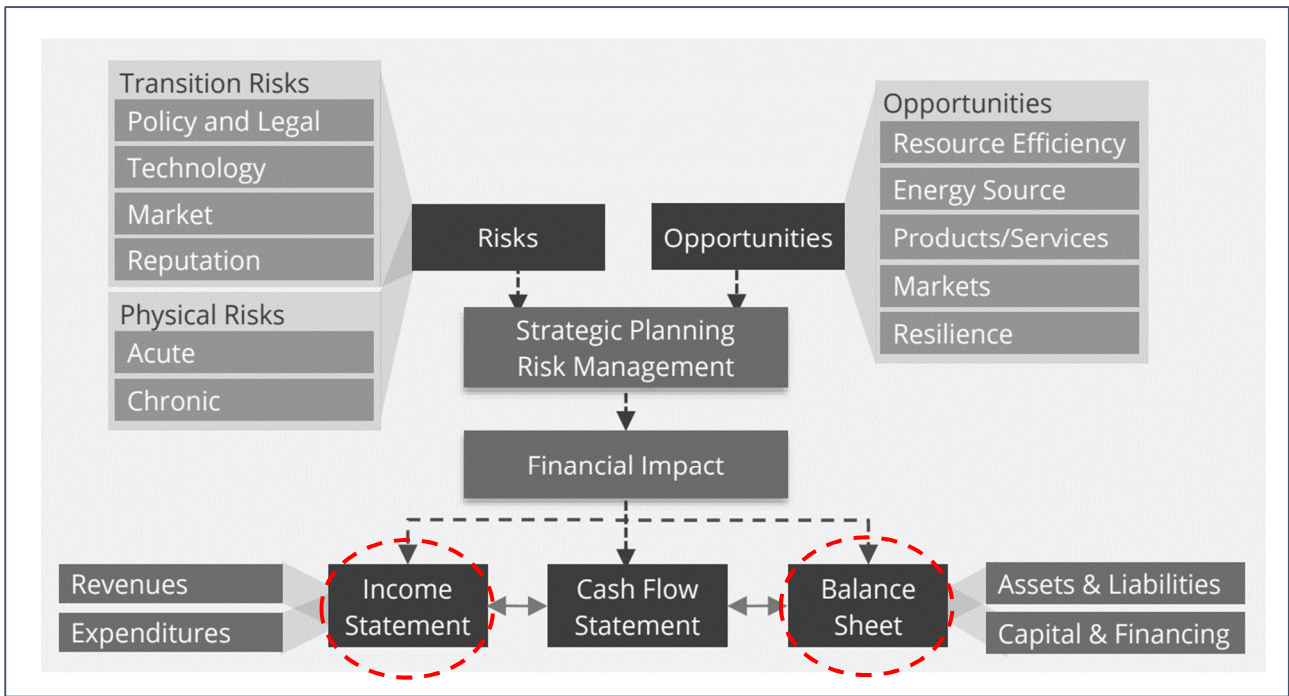 Transition Risks
Policy and Legal
Technology
Market
Reputation
Physical Risks
Acute
Chronic
Risks
Opportunities
Opportunities
Resource Efficiency
Energy Source
Products/Services
Markets
Resilience
Strategic Planning
Risk Management
Financial Impact
Revenues
Expenditures
Income
Statement
Cash Flow
Statement
Balance
Sheet
Assets & Liabilities
Capital & Financing